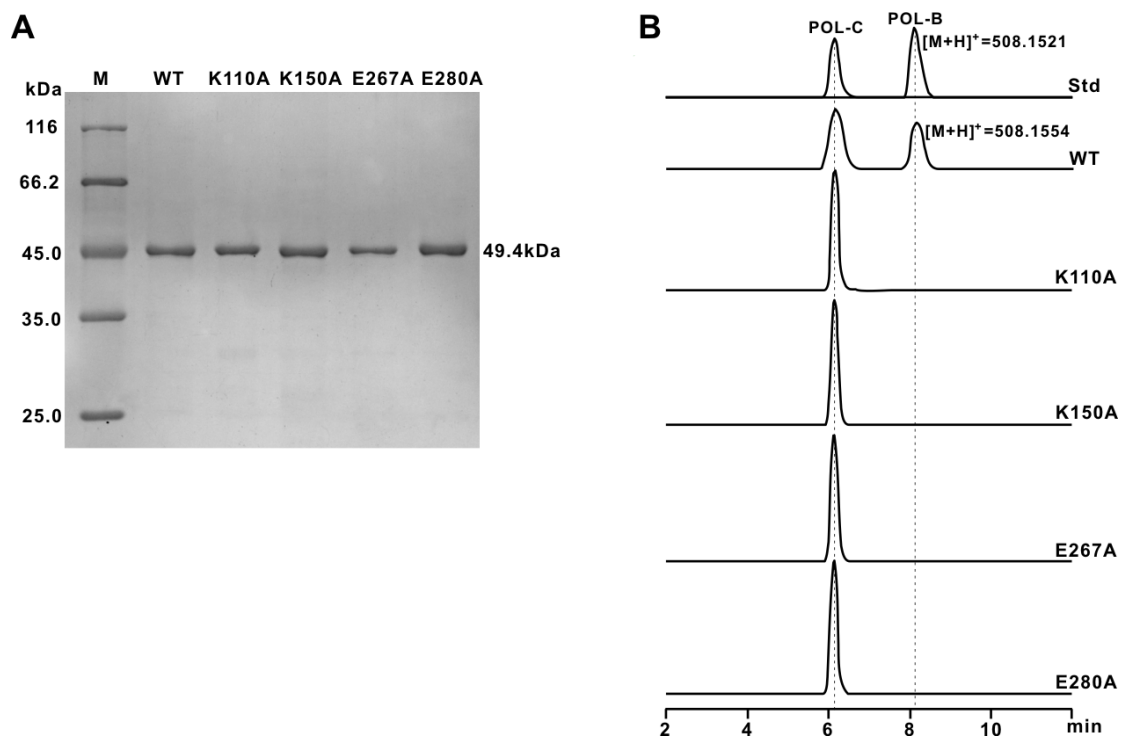 A
kDa M WT K110A K150A E267A E280A
116
66.2
45.0 49.4kDa
35.0
25.0
B
POL-C POL-B
[M+H]+=508.1521
Std
[M+H]+=508.1554
WT
K110A
K150A
E267A
E280A
2 4 6 8 10 min